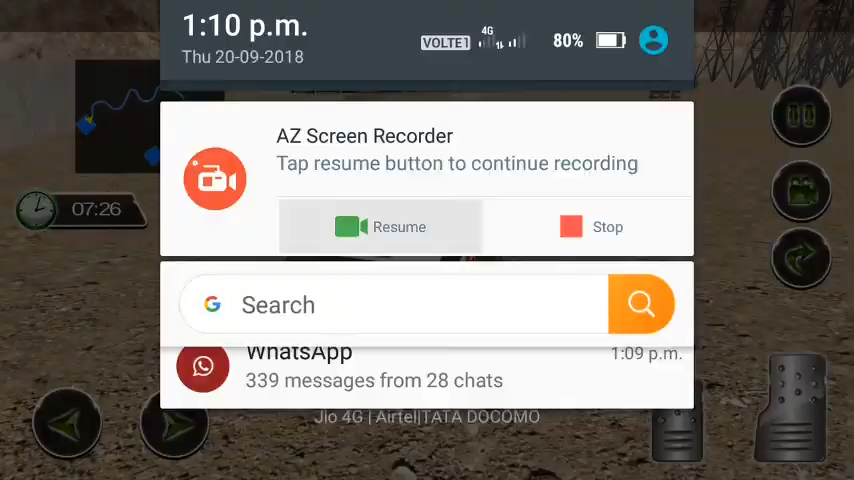 1:10 p.m.
Thu 20-09-2018
VOLTE1
4G
80%
AZ Screen Recorder
Tap resume button to continue recording
Resume
Stop
07:26
G
Search
WhatsApp
1:09 p.m.
339 messages from 28 chats
Jio 4G | Airtel|TATA DOCOMO